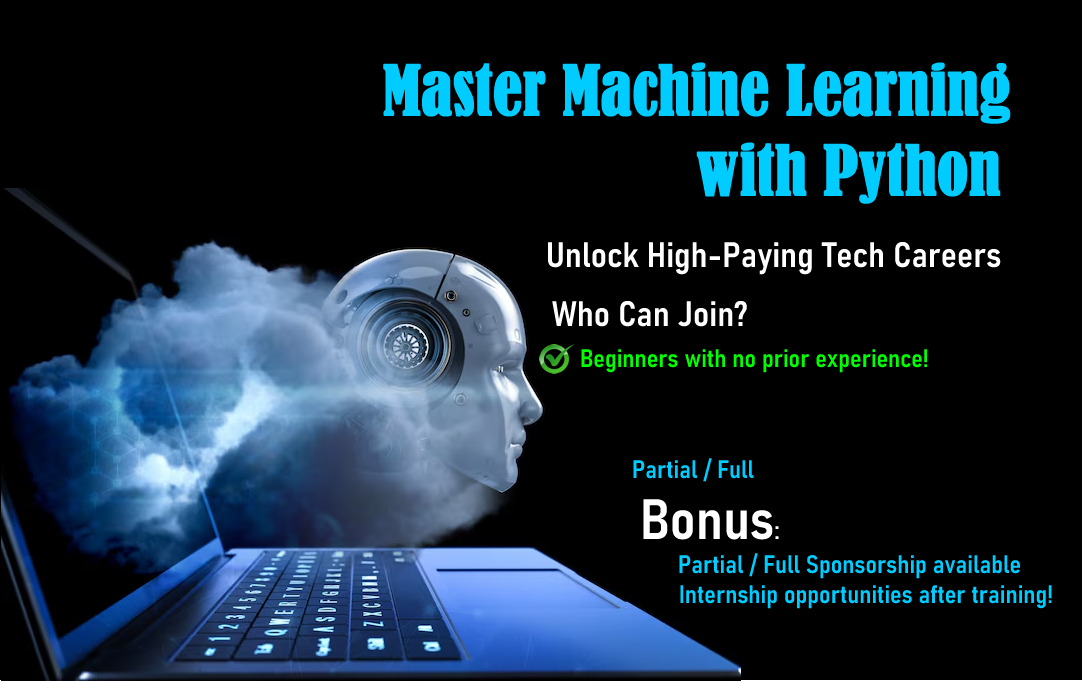 Master Machine Learning
with Python
Unlock High-Paying Tech Careers
Who Can Join?
Beginners with no prior experience!
Partial / Full
Bonus:
Partial / Full Sponsorship available
Internship opportunities after training!